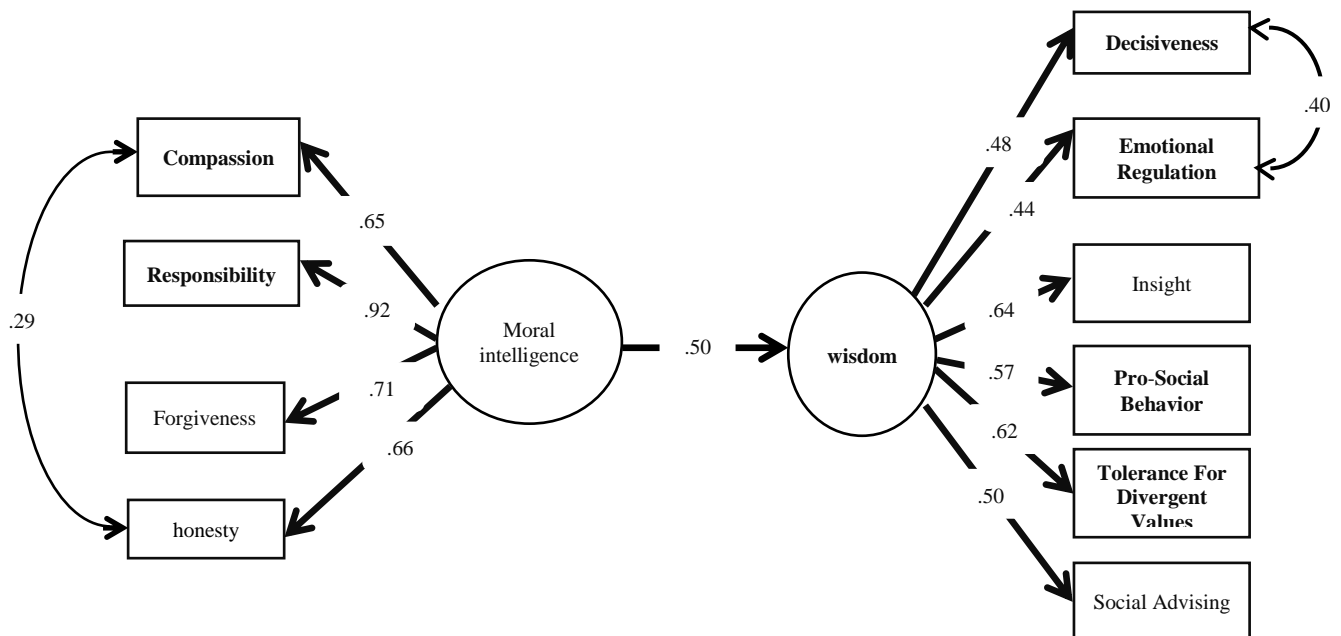 Decisiveness
.40
Compassion
.48
Emotional
Regulation
.44
.65
Responsibility
.29
.92
Moral
intelligence
.50
wisdom
.64
Insight
.57
Pro-Social
Behavior
Forgiveness
.71
.62
.66
Tolerance For
Divergent
Values
.50
honesty
Social Advising